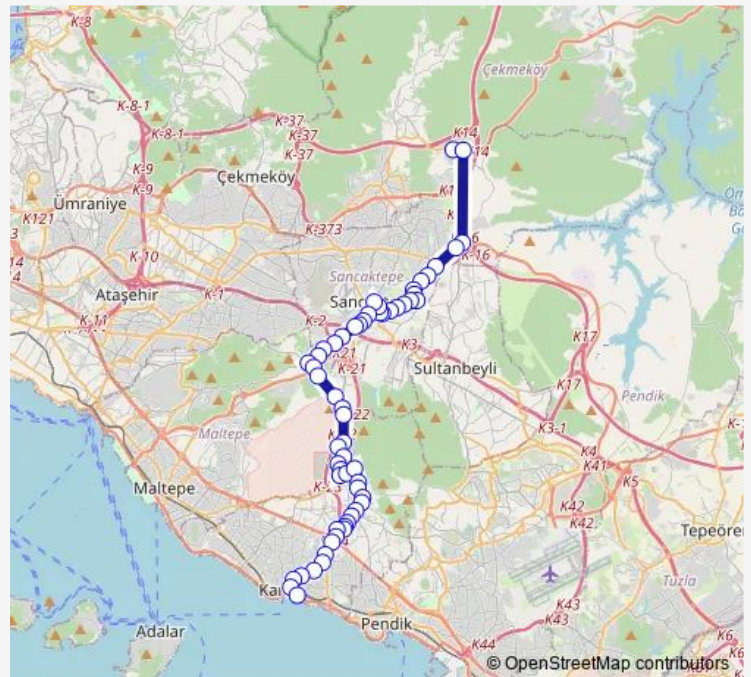 K-8
K-8-1
K-8-1
K-37
K-37
K-37
Çekmeköy
K14
14
K-9
K-9
Çekmeköy
Ümraniye
K121
K-373
K-16
K-10
Sancaktepe
Ataşehir
K-1
K-2
K3
K-11
K21
K-21
Sultanbeyli
K17
K17
Pendik
K3-1
Maltepe
K4
K41
K5
Maltepe
K42
K42
Tepeören
Tuzla
K43
K43
Adalar
Pendik
K44
K6
© OpenStreetMap contributors